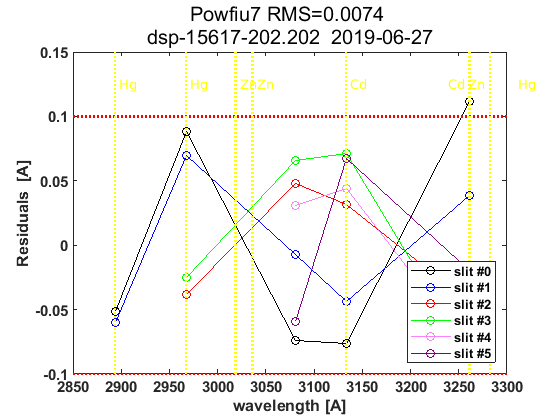 Powfiu7 RMS=0.0074
dsp-15617-202.202 2019-06-27
0.15
Hg Hg Zn Zn Cd Cd Zn Hg
0.1
0.05
0
-0.05
-0.1
Residuals [A]
slit #0
slit #1
slit #2
slit #3
slit #4
slit #5
2850 2900 2950 3000 3050 3100 3150 3200 3250 3300
wavelength [A]